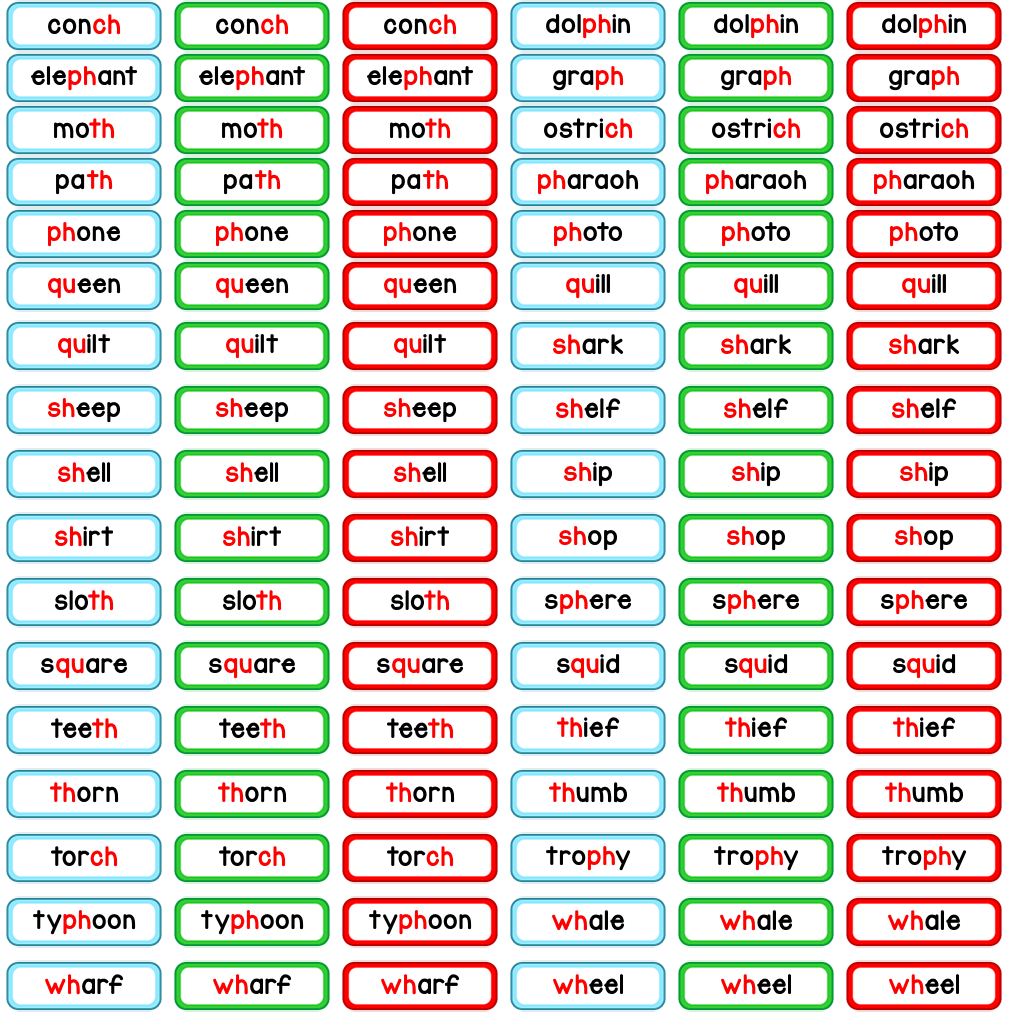 conch conch conch dolphin dolphin dolphin
elephant elephant elephant graph graph graph
moth moth moth ostrich ostrich ostrich
path path path pharaoh pharaoh pharaoh
phone phone phone photo photo photo
queen queen queen quill quill quill
quilt quilt quilt shark shark shark
sheep sheep sheep shelf shelf shelf
shell shell shell ship ship ship
shirt shirt shirt shop shop shop
sloth sloth sloth sphere sphere sphere
square square square squid squid squid
teeth teeth teeth thief thief thief
thorn thorn thorn thumb thumb thumb
torch torch torch trophy trophy trophy
typhoon typhoon typhoon whale whale whale
wharf wharf wharf wheel wheel wheel